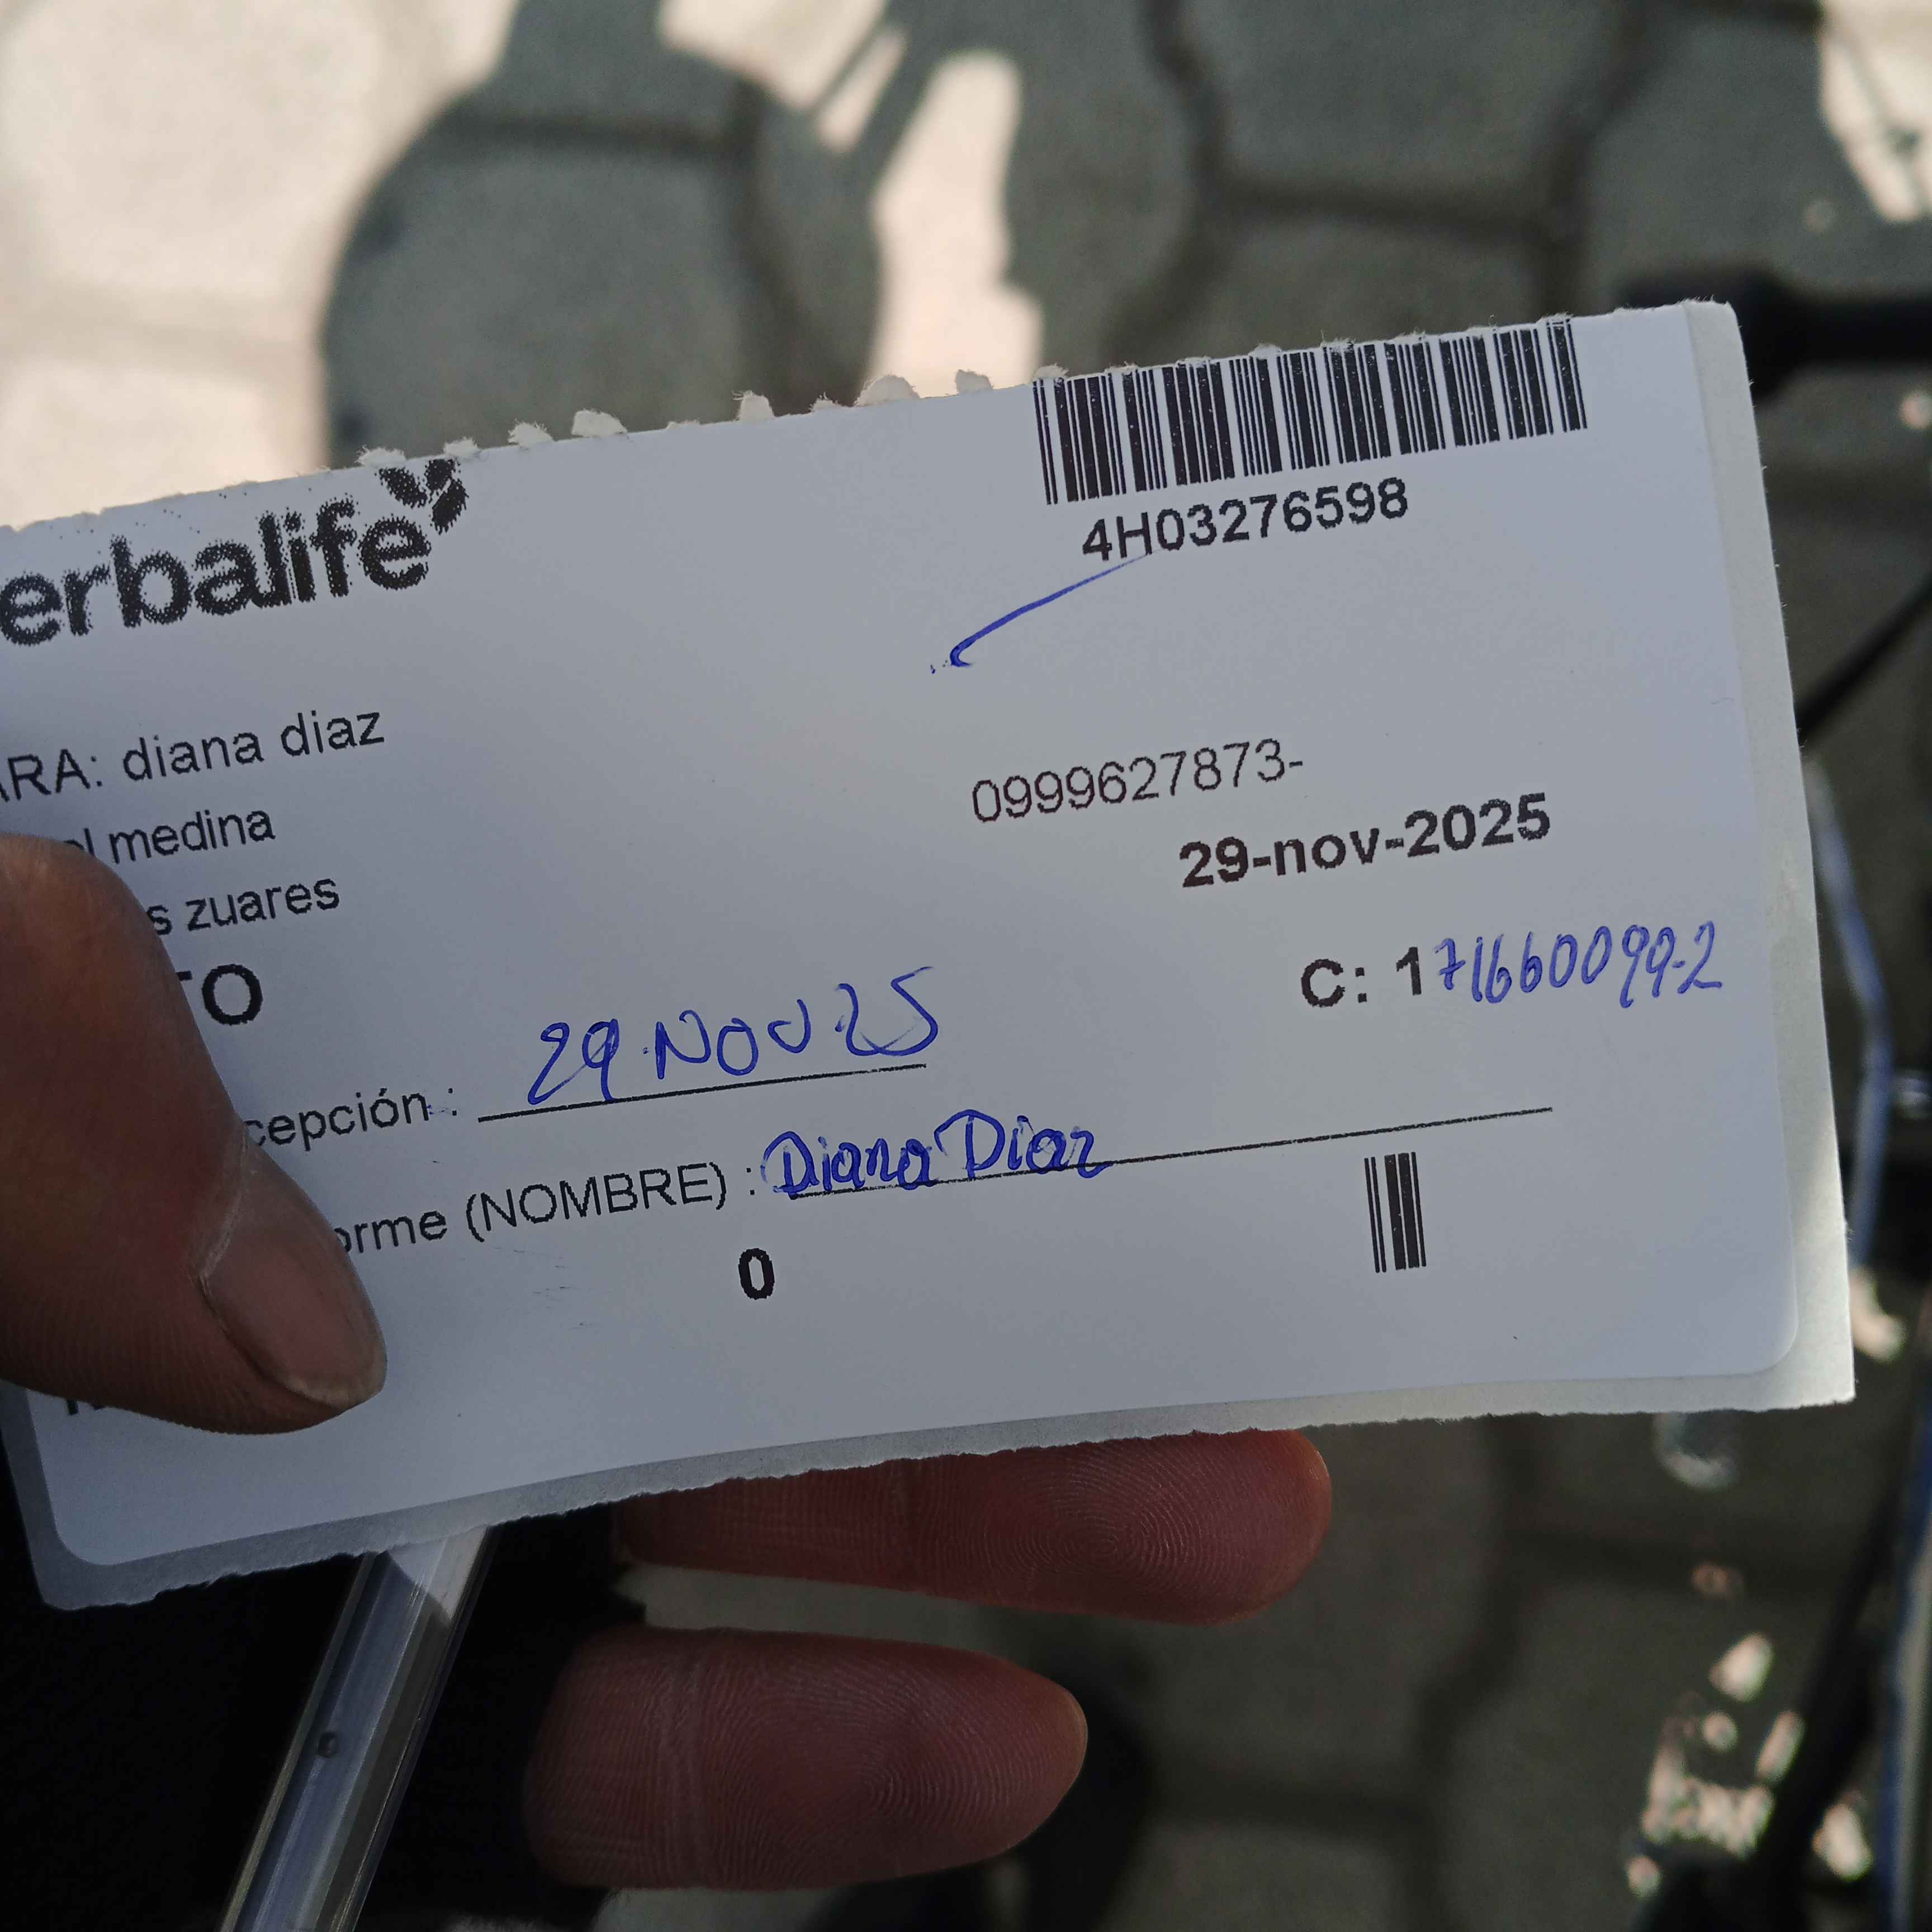 erbalife
4H03276598
ARA: diana diaz
0999627873-
el medina
29-nov-2025
s zuares
C: 1716600992
TO
cepción : 29 NOV 25
orme (NOMBRE) : Diana Diaz
0